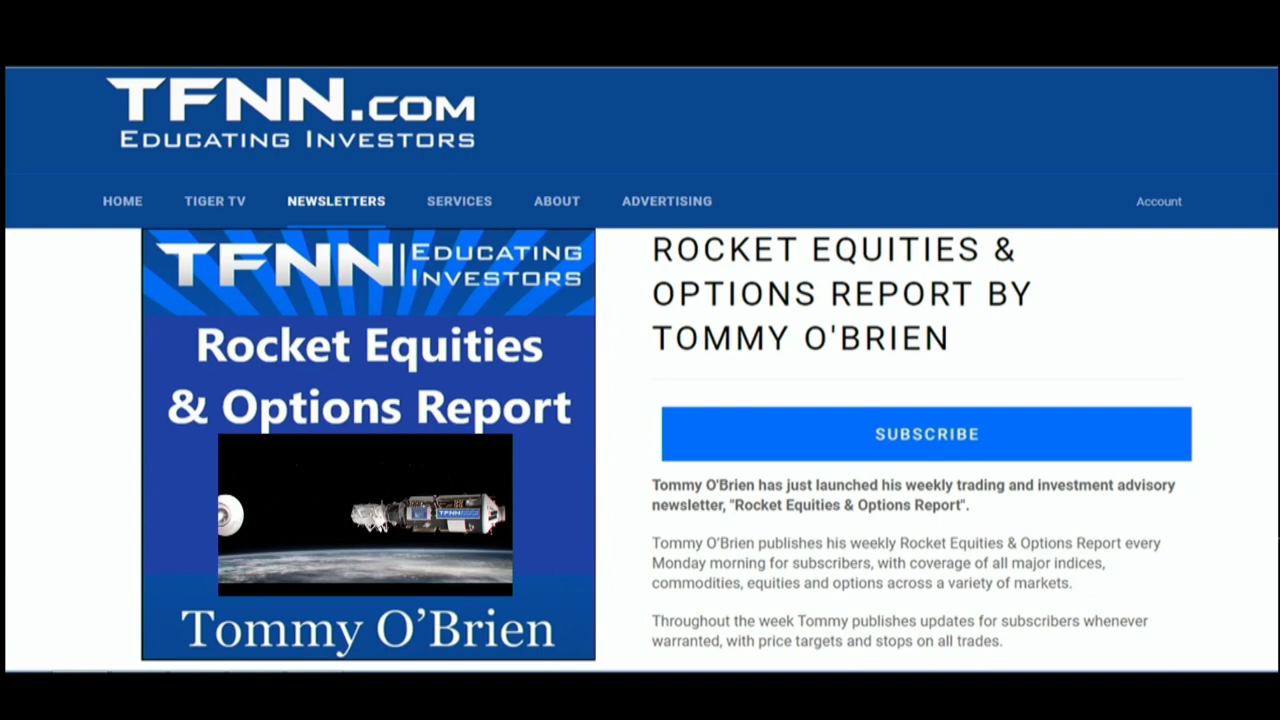 TFNN.COM
EDUCATING INVESTORS
HOME TIGER TV NEWSLETTERS SERVICES ABOUT ADVERTISING Account
TFNN EDUCATING
INVESTORS
Rocket Equities
& Options Report
TFNN
Tommy O'Brien
ROCKET EQUITIES &
OPTIONS REPORT BY
TOMMY O'BRIEN
SUBSCRIBE
Tommy O'Brien has just launched his weekly trading and investment advisory
newsletter, "Rocket Equities & Options Report".
Tommy O'Brien publishes his weekly Rocket Equities & Options Report every
Monday morning for subscribers, with coverage of all major indices,
commodities, equities and options across a variety of markets.
Throughout the week Tommy publishes updates for subscribers whenever
warranted, with price targets and stops on all trades.